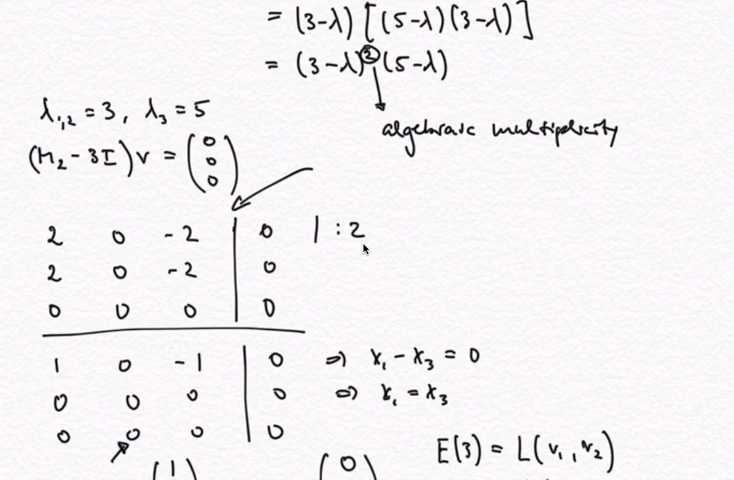 = (3-λ) [(5-λ)(3-λ)]
= (3-λ)² (5-λ)
algebraic multiplicity
λ₁,₂ = 3, λ₃ = 5
(M₂ - 3I) v = (0 0 0)
2 0 -2 | 0 | : 2
2 0 -2 | 0
0 0 0 | 0
1 0 -1 | 0 ⇒ x₁ - x₃ = 0
0 0 0 | 0 ⇔ x₁ = x₃
0 0 0 | 0
E(3) = L(v₁, v₂)
(1) (0)